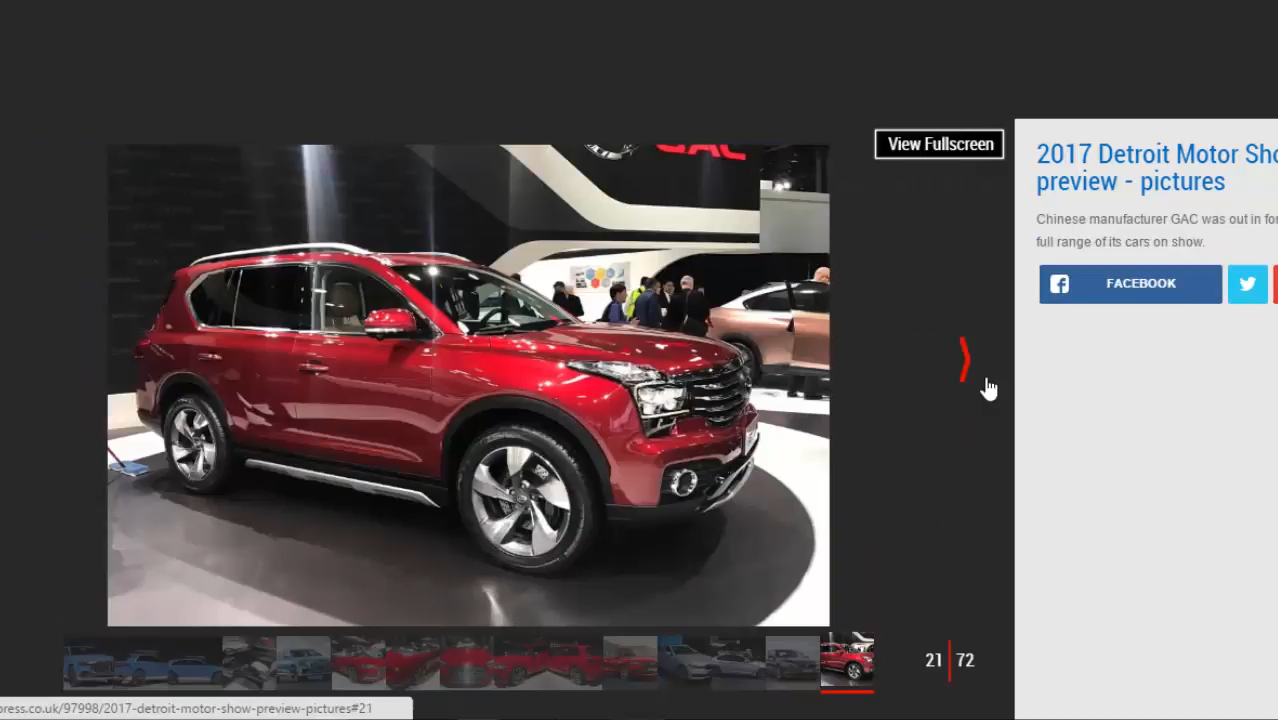 GAC
View Fullscreen
2017 Detroit Motor Sho
preview - pictures
Chinese manufacturer GAC was out in for
full range of its cars on show.
FACEBOOK
21 72
press.co.uk/97998/2017-detroit-motor-show-preview-pictures#21